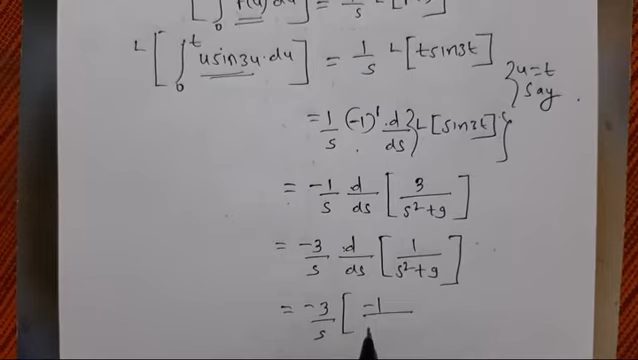 L [ ∫₀ᵗ u sin3u·du ] = 1/s L[t sin3t]
} u=t say.
= 1/s (-1)¹ · d/ds { L[sin3t] }
= -1/s d/ds [ 3/(s²+9) ]
= -3/s · d/ds [ 1/(s²+9) ]
= -3/s [ -1/